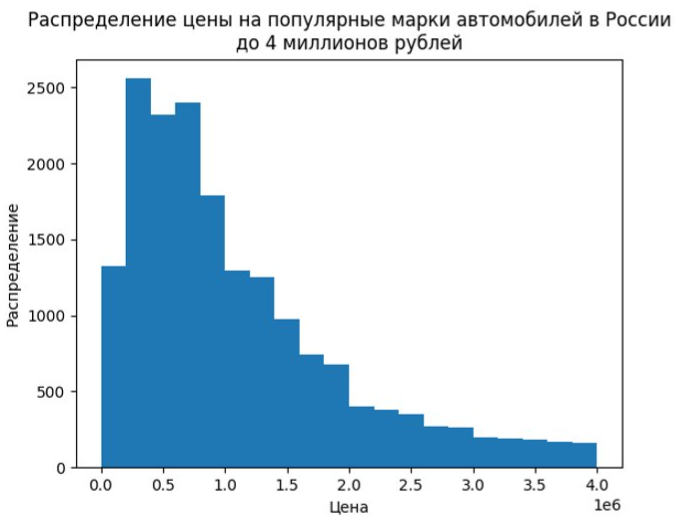 Распределение цены на популярные марки автомобилей в России
до 4 миллионов рублей
Распределение
2500
2000
1500
1000
500
0
0.0 0.5 1.0 1.5 2.0 2.5 3.0 3.5 4.0
1e6
Цена